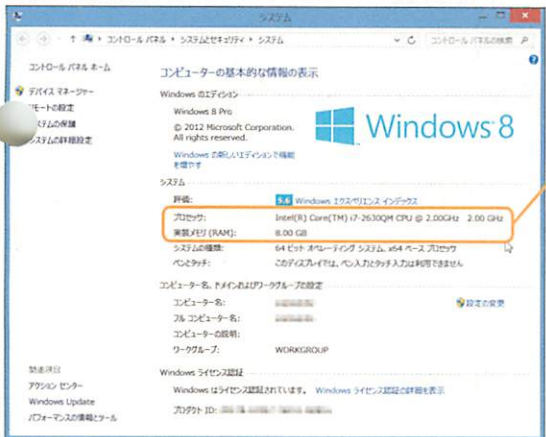 システム
コントロール パネル ▸ システムとセキュリティ ▸ システム
コントロール パネルの検索
コントロール パネル ホーム
デバイス マネージャー
モートの設定
ステムの保護
システムの詳細設定
コンピューターの基本的な情報の表示
Windows のエディション
Windows 8 Pro
© 2012 Microsoft Corporation.
All rights reserved.
Windows の新しいエディションで機能
を増やす
Windows 8
システム
評価: 5.6 Windows エクスペリエンス インデックス
プロセッサ: Intel(R) Core(TM) i7-2630QM CPU @ 2.00GHz 2.00 GHz
実装メモリ (RAM): 8.00 GB
システムの種類: 64 ビット オペレーティング システム、x64 ベース プロセッサ
ペンとタッチ: このディスプレイでは、ペン入力とタッチ入力は利用できません
コンピューター名、ドメインおよびワークグループの設定
コンピューター名:
設定の変更
フル コンピューター名:
コンピューターの説明:
ワークグループ: WORKGROUP
Windows ライセンス認証
Windows はライセンス認証されています。 Windows ライセンス認証の詳細を表示
プロダクト ID:
関連項目
アクション センター
Windows Update
パフォーマンスの情報とツール